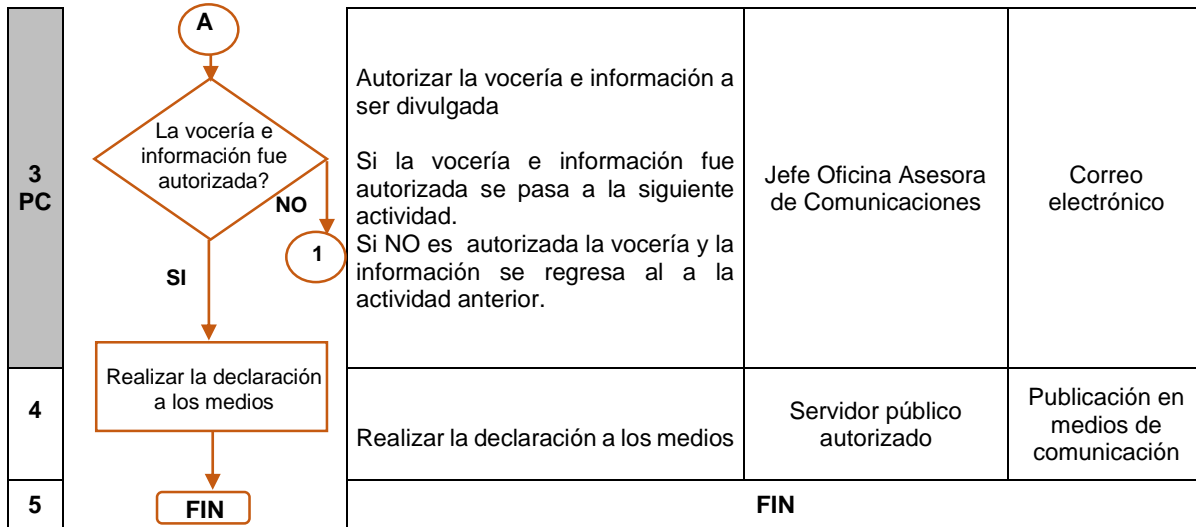 3
PC
A
La vocería e
información fue
autorizada?
NO
1
SI
Autorizar la vocería e información a
ser divulgada
Si la vocería e información fue
autorizada se pasa a la siguiente
actividad.
Si NO es autorizada la vocería y la
información se regresa al a la
actividad anterior.
Jefe Oficina Asesora
de Comunicaciones
Correo
electrónico
4
Realizar la declaración
a los medios
Realizar la declaración a los medios
Servidor público
autorizado
Publicación en
medios de
comunicación
5
FIN
FIN